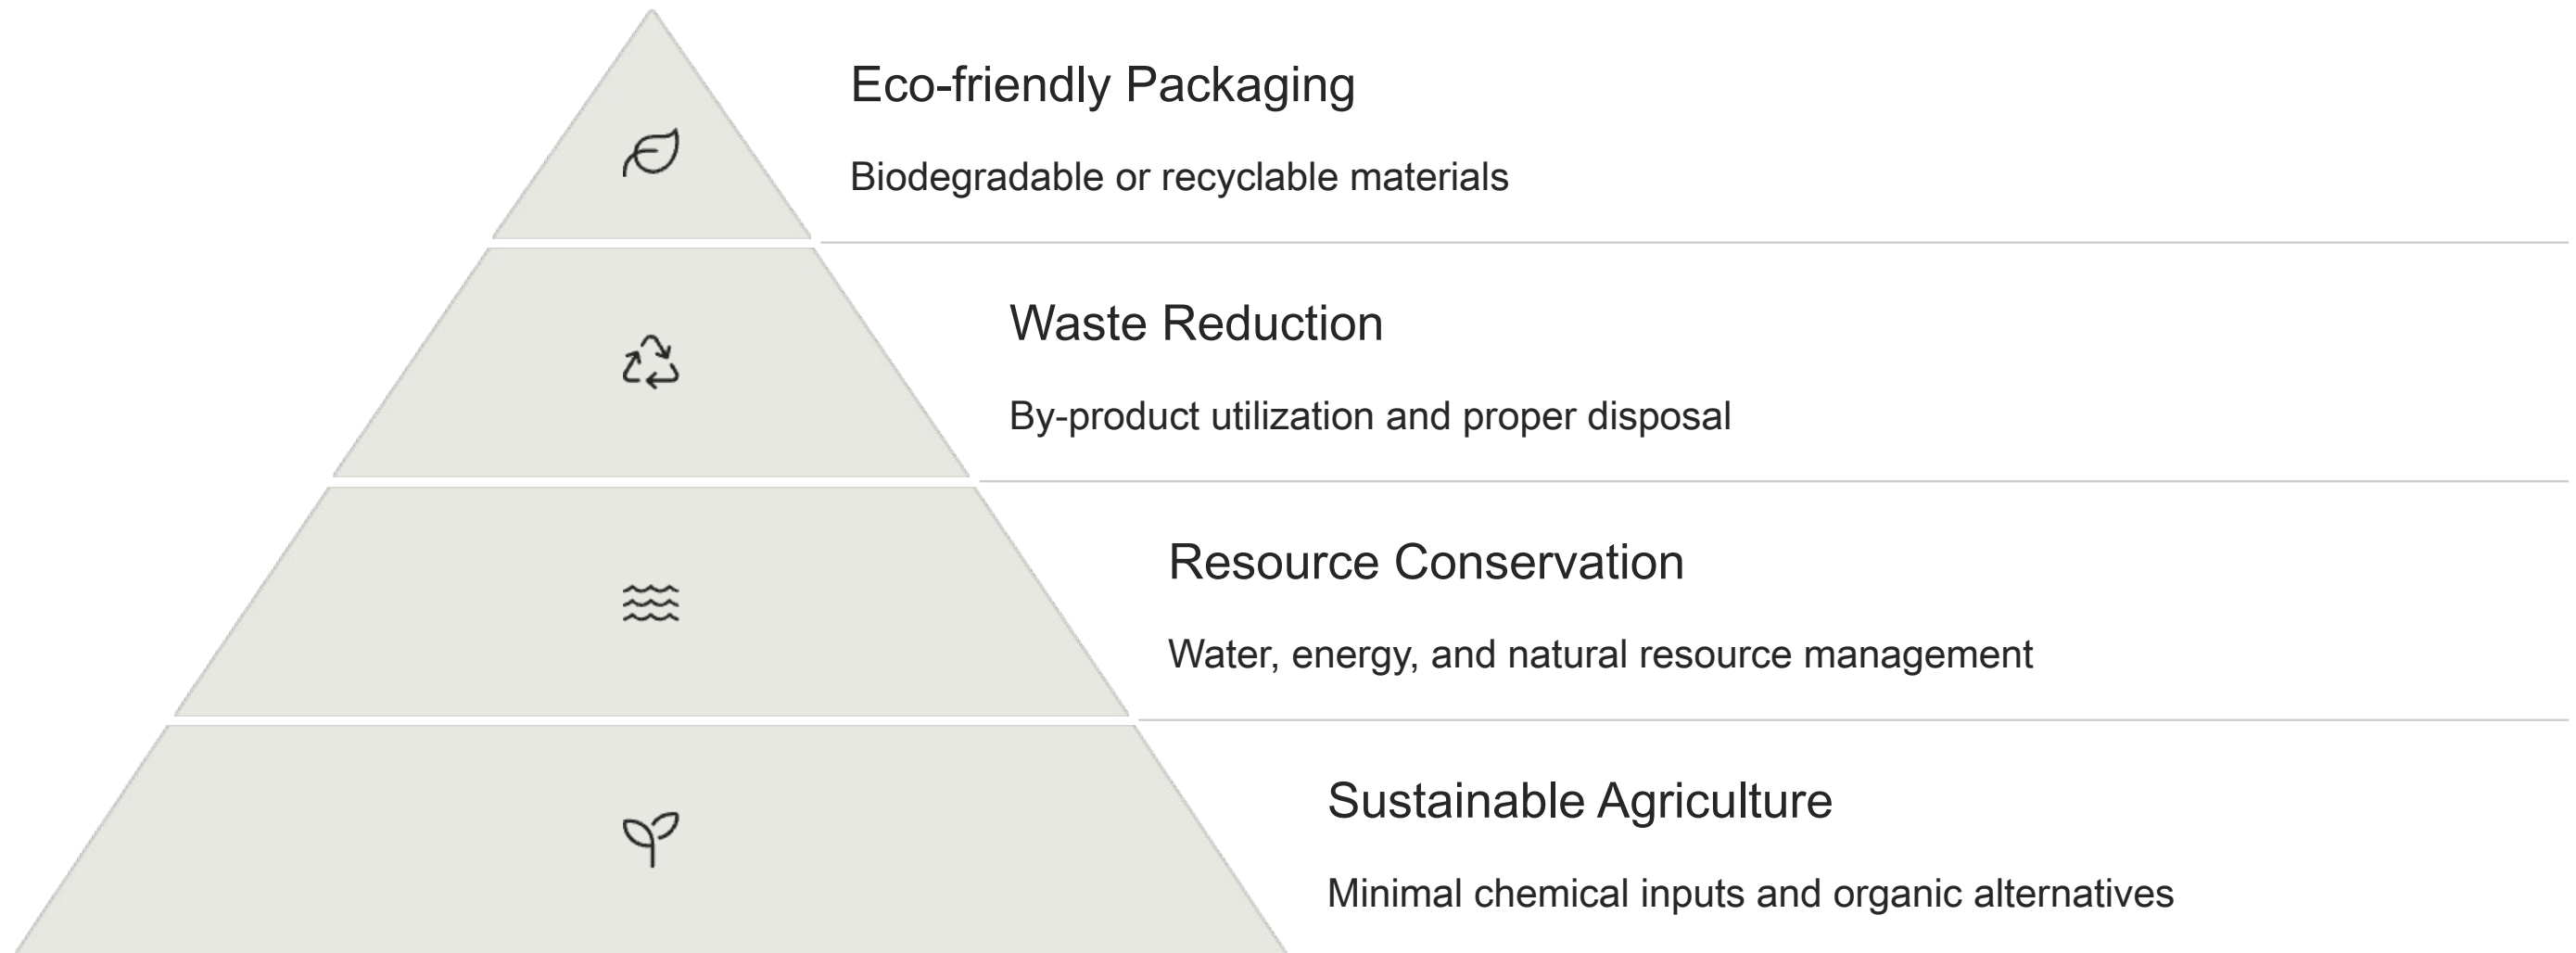 Eco-friendly Packaging
Biodegradable or recyclable materials
Waste Reduction
By-product utilization and proper disposal
Resource Conservation
Water, energy, and natural resource management
Sustainable Agriculture
Minimal chemical inputs and organic alternatives